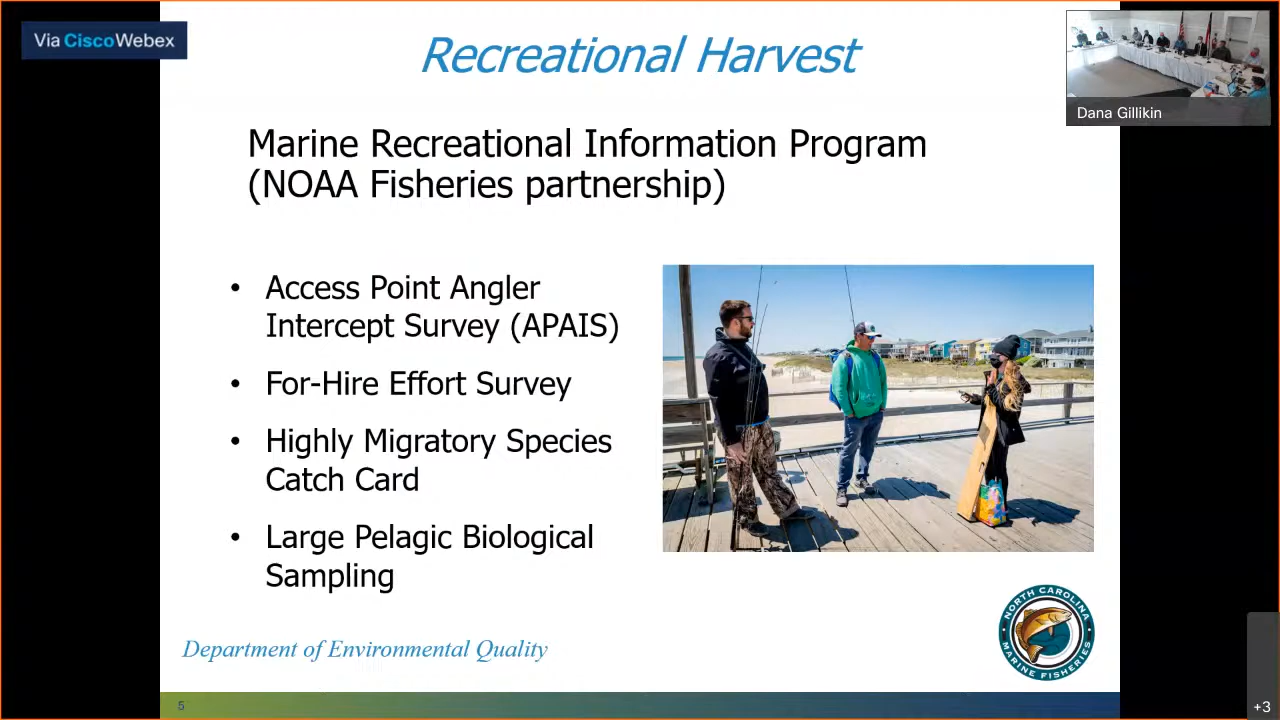 Via Cisco Webex
Recreational Harvest
Dana Gillikin
Marine Recreational Information Program
(NOAA Fisheries partnership)
• Access Point Angler
Intercept Survey (APAIS)
• For-Hire Effort Survey
• Highly Migratory Species
Catch Card
• Large Pelagic Biological
Sampling
NORTH CAROLINA
MARINE FISHERIES
Department of Environmental Quality
5
+3